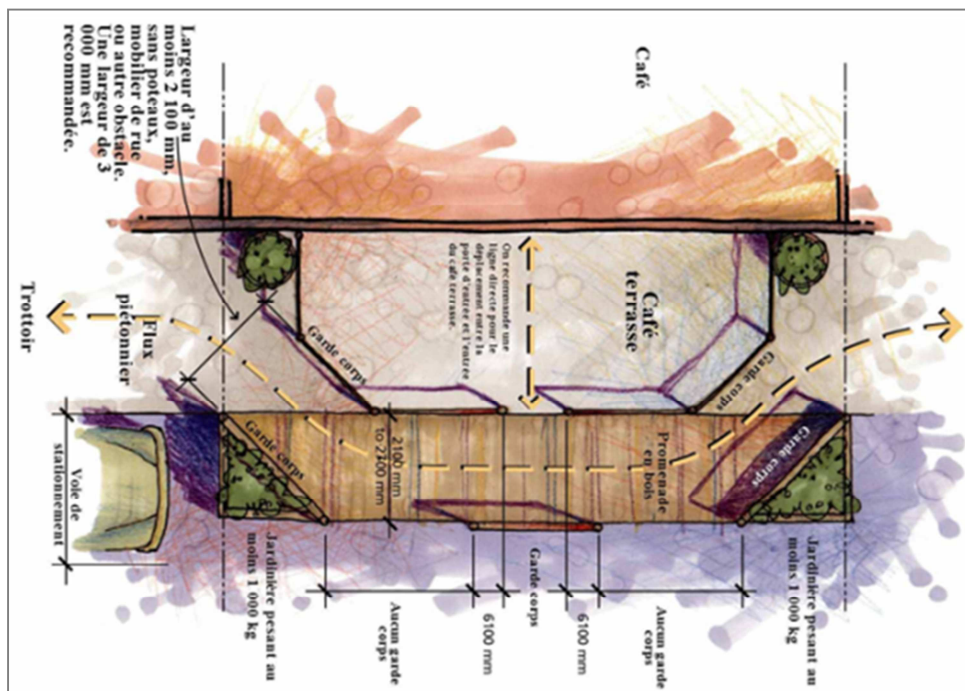 Café
Largeur d'au
moins 2 100 mm,
sans poteaux,
mobilier de rue
ou autre obstacle.
Une largeur de 3
000 mm est
recommandée.
On recommande une
ligne directe pour le
déplacement entre la
porte d'entrée et l'entrée
du café terrasse.
Café
terrasse
Trottoir
Flux
piétonnier
Garde corps
Garde corps
Garde corps
Garde corps
2100 mm
to 2400 mm
Promenade
en bois
Voie de
stationnement
Jardinière pesant au
moins 1 000 kg
Aucun garde
corps
6100 mm
Garde corps
6100 mm
Aucun garde
corps
Jardinière pesant au
moins 1 000 kg